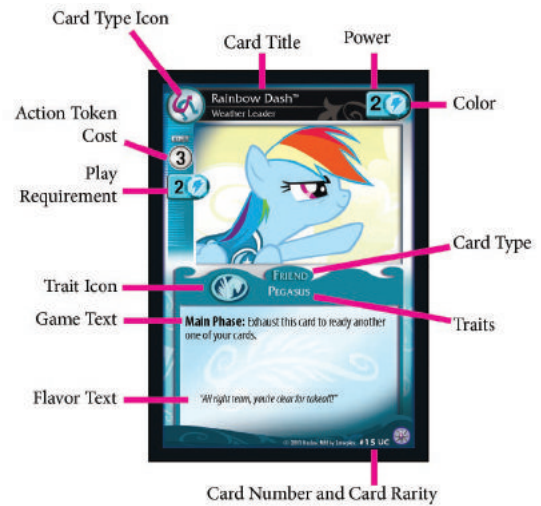 Card Type Icon
Card Title
Power
Rainbow Dash™
Weather Leader
2
Color
Action Token
Cost
COST
3
Play
Requirement
2
Card Type
FRIEND
Trait Icon
PEGASUS
Game Text
Main Phase: Exhaust this card to ready another
one of your cards.
Traits
Flavor Text
"All right team, you're clear for takeoff!"
#15 UC
Card Number and Card Rarity